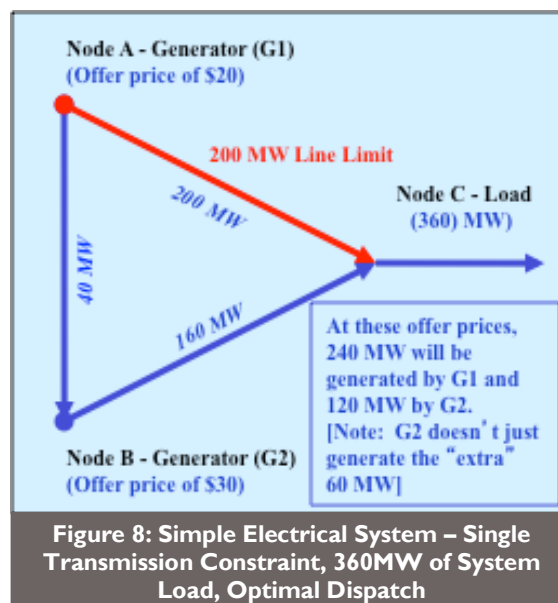 Node A - Generator (G1)
(Offer price of $20)
200 MW Line Limit
200 MW
Node C - Load
(360) MW)
40 MW
160 MW
At these offer prices,
240 MW will be
generated by G1 and
120 MW by G2.
[Note: G2 doesn't just
generate the "extra"
60 MW]
Node B - Generator (G2)
(Offer price of $30)
Figure 8: Simple Electrical System – Single
Transmission Constraint, 360MW of System
Load, Optimal Dispatch